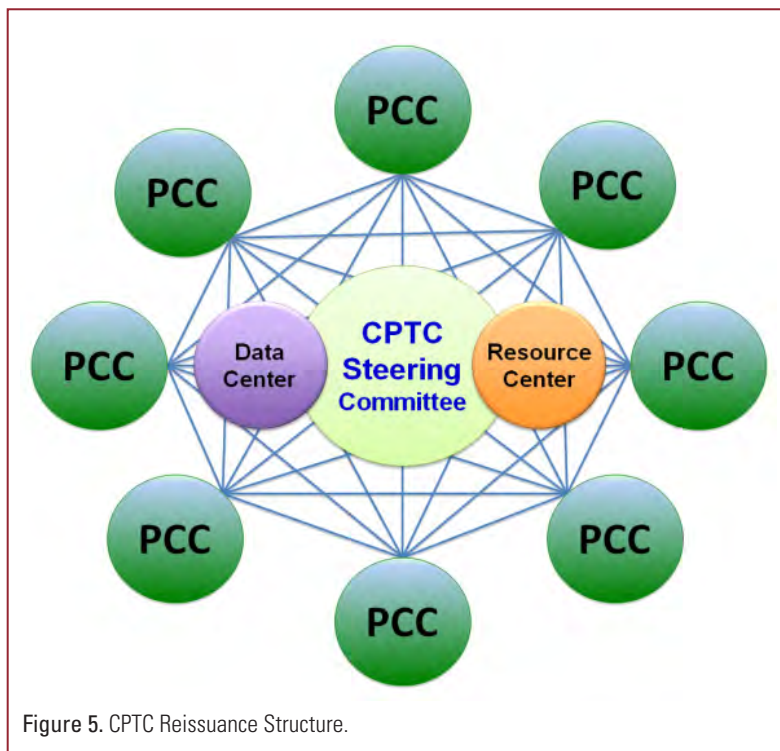 PCC
PCC
PCC
PCC
Data
Center
CPTC
Steering
Committee
Resource
Center
PCC
PCC
PCC
PCC
Figure 5. CPTC Reissuance Structure.